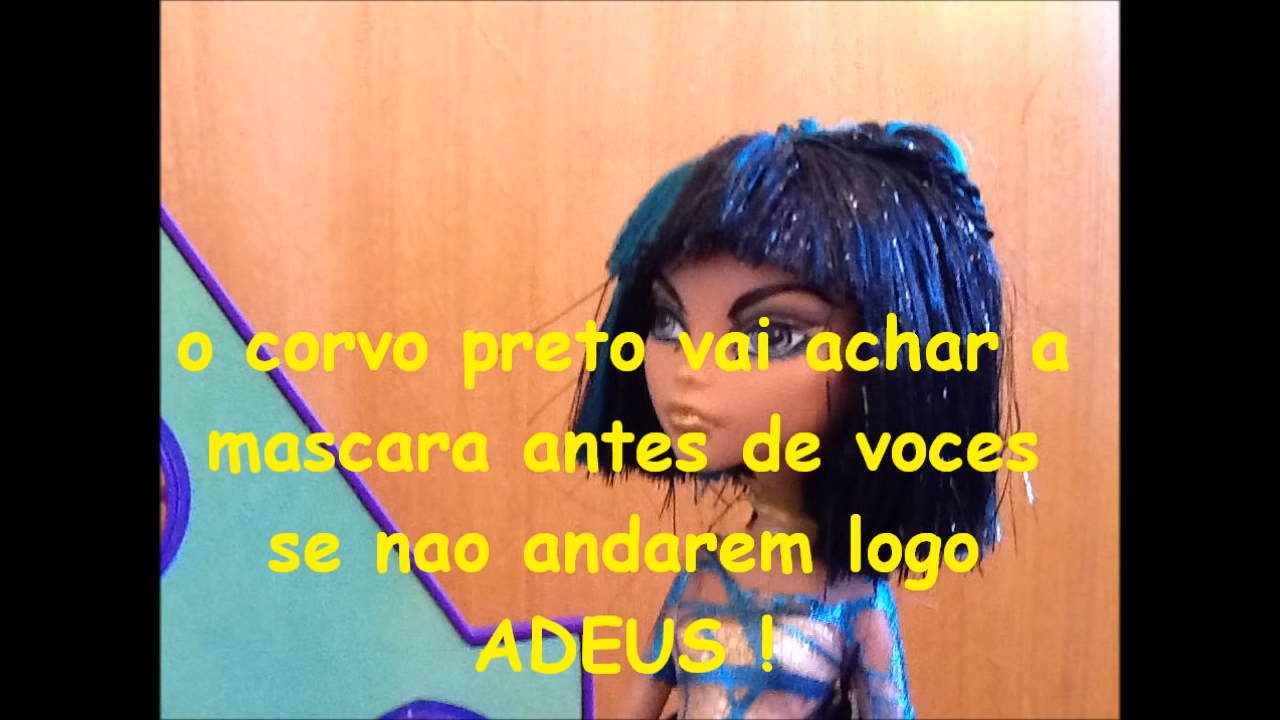 o corvo preto vai achar a
mascara antes de voces
se nao andarem logo
ADEUS !